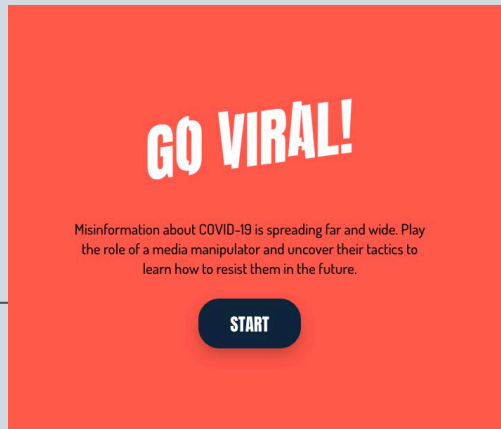 GO VIRAL!
Misinformation about COVID-19 is spreading far and wide. Play
the role of a media manipulator and uncover their tactics to
learn how to resist them in the future.
START